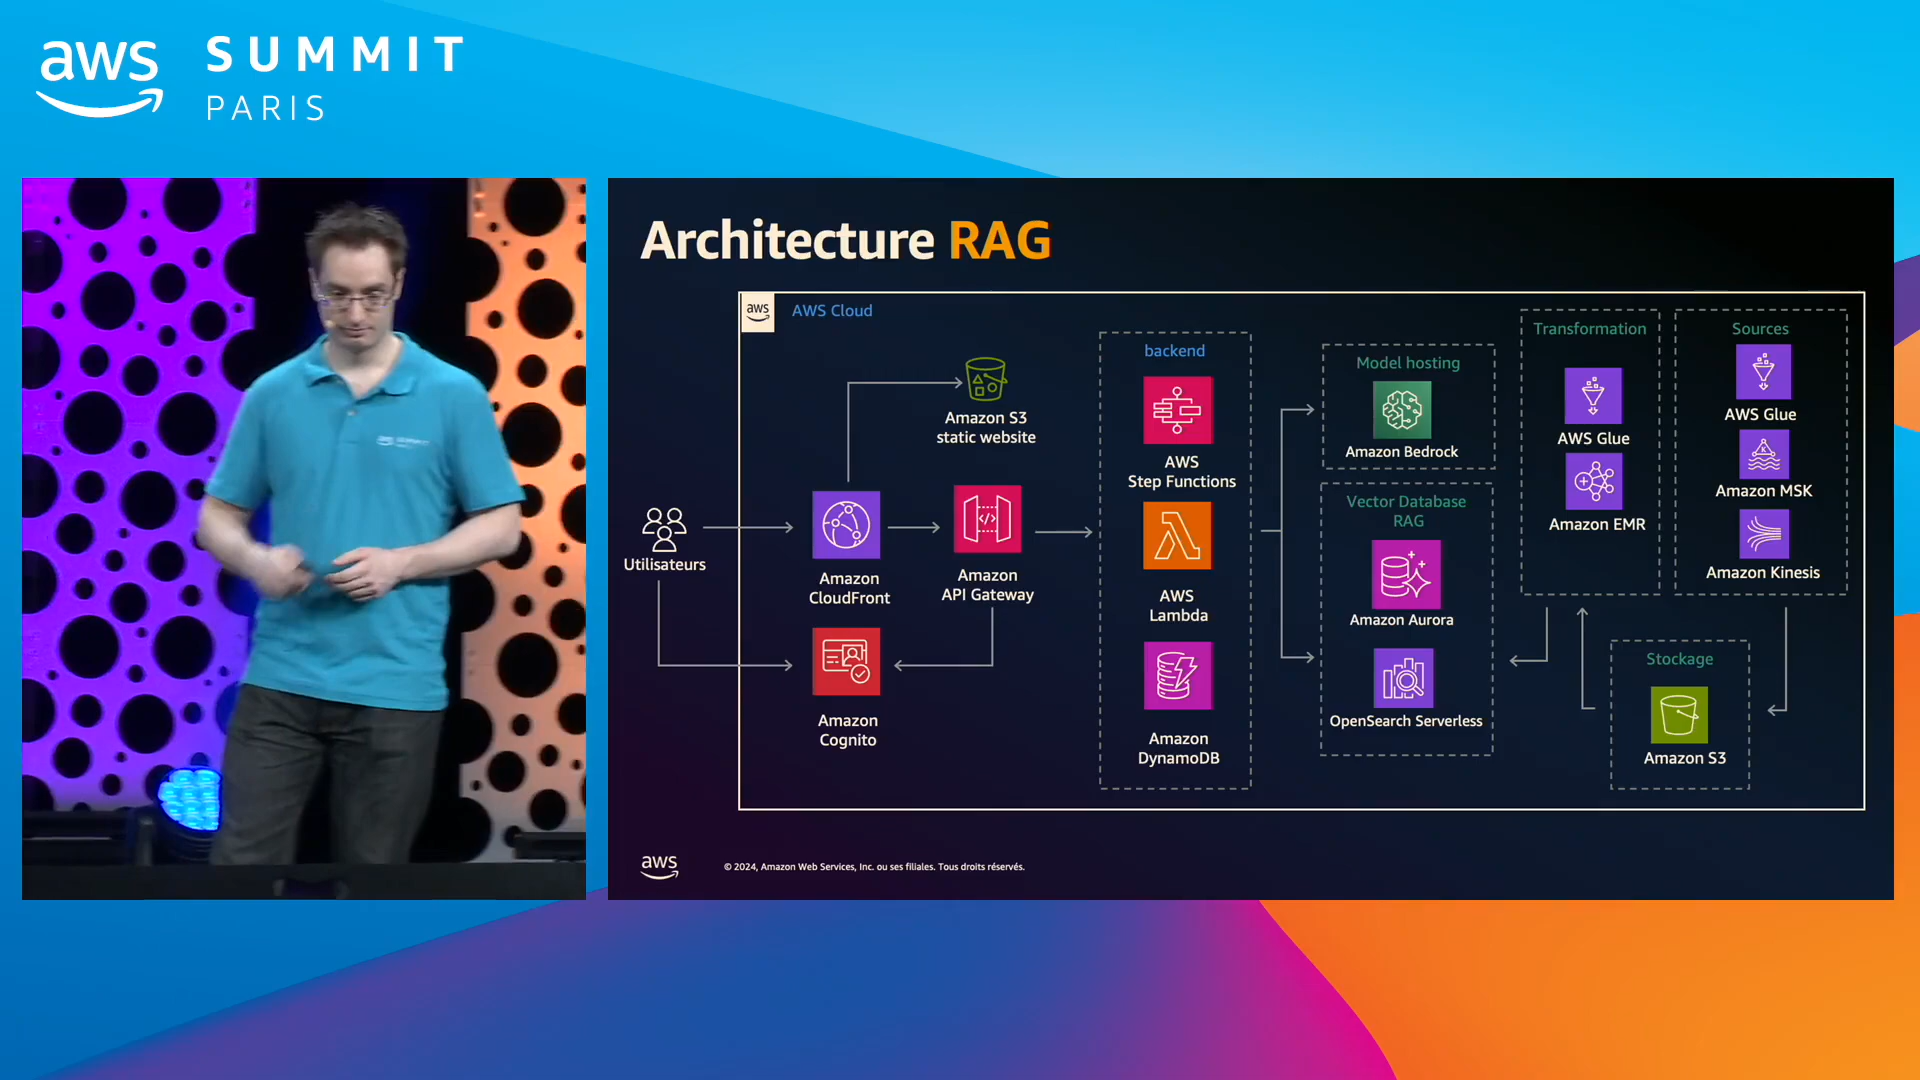 aws
SUMMIT
PARIS
Architecture RAG
aws
AWS Cloud
Utilisateurs
Amazon S3
static website
Amazon
CloudFront
Amazon
API Gateway
Amazon
Cognito
backend
AWS
Step Functions
AWS
Lambda
Amazon
DynamoDB
Model hosting
Amazon Bedrock
Vector Database
RAG
Amazon Aurora
OpenSearch Serverless
Transformation
AWS Glue
Amazon EMR
Sources
AWS Glue
Amazon MSK
Amazon Kinesis
Stockage
Amazon S3
aws
© 2024, Amazon Web Services, Inc. ou ses filiales. Tous droits réservés.